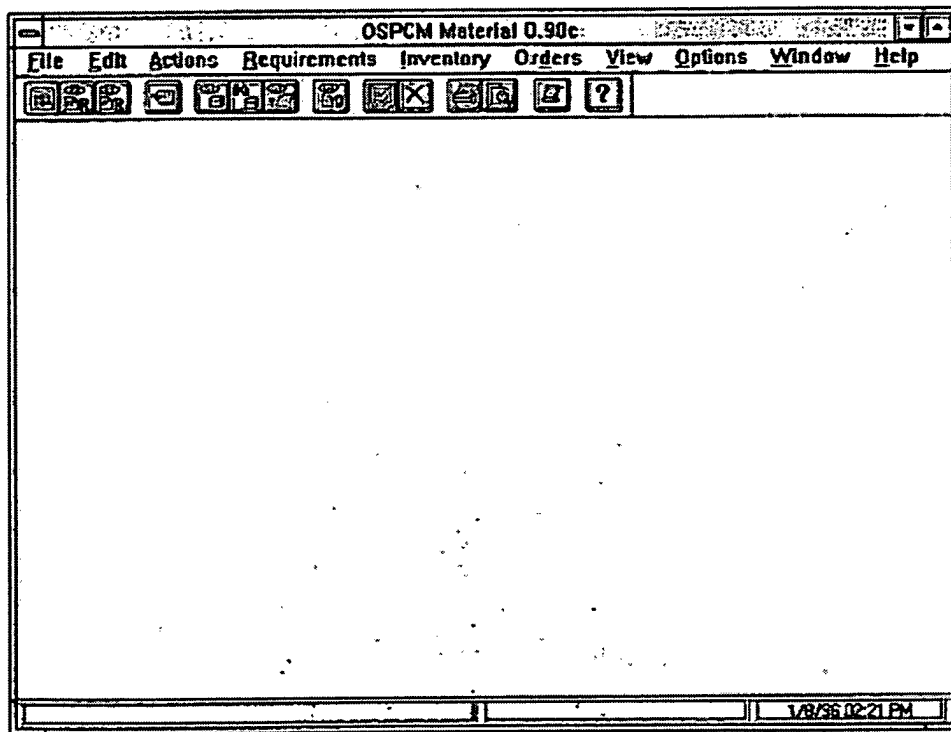 OSPCM Material 0.90c:
File Edit Actions Requirements Inventory Orders View Options Window Help
?
1/8/96 02:21 PM